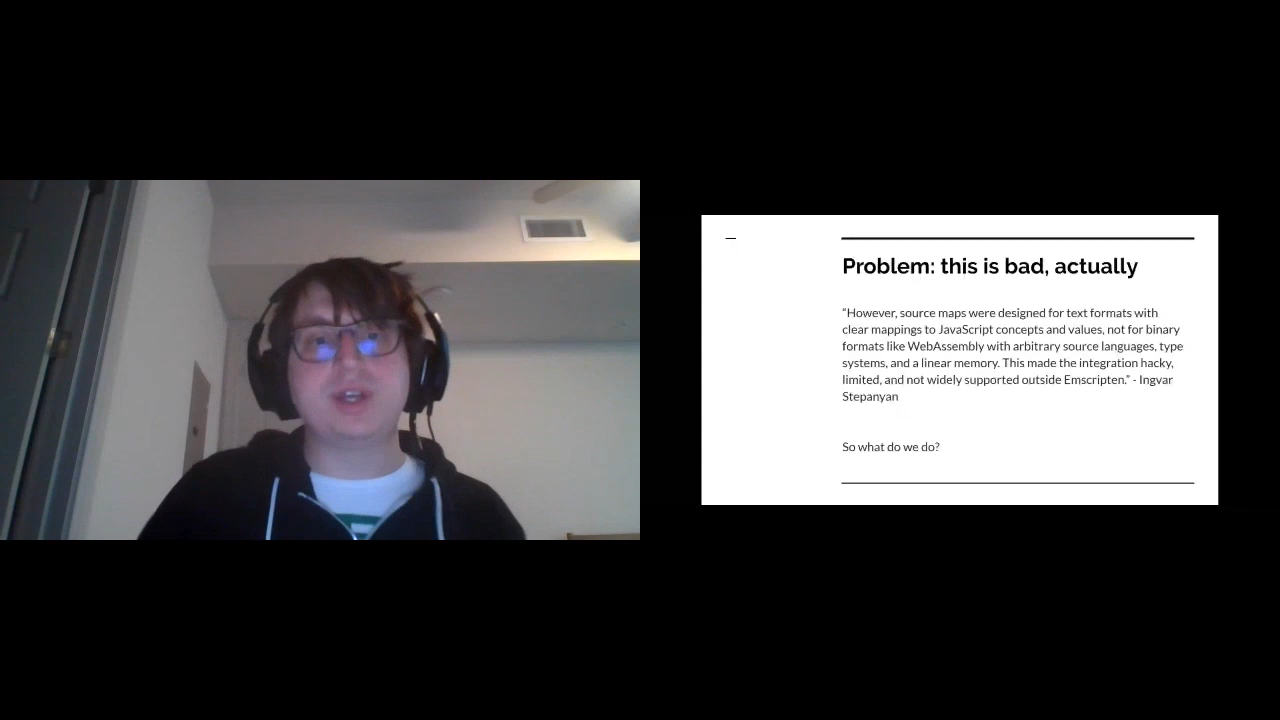 Problem: this is bad, actually
“However, source maps were designed for text formats with
clear mappings to JavaScript concepts and values, not for binary
formats like WebAssembly with arbitrary source languages, type
systems, and a linear memory. This made the integration hacky,
limited, and not widely supported outside Emscripten.” - Ingvar
Stepanyan
So what do we do?